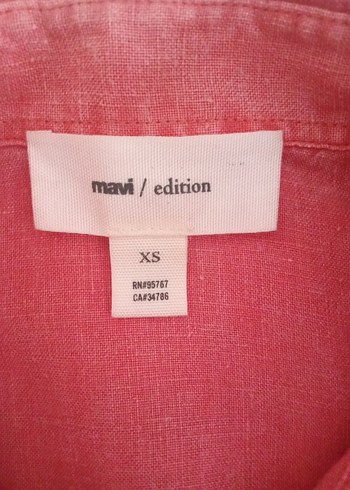 mavi / edition
XS
RN#95767
CA#34786